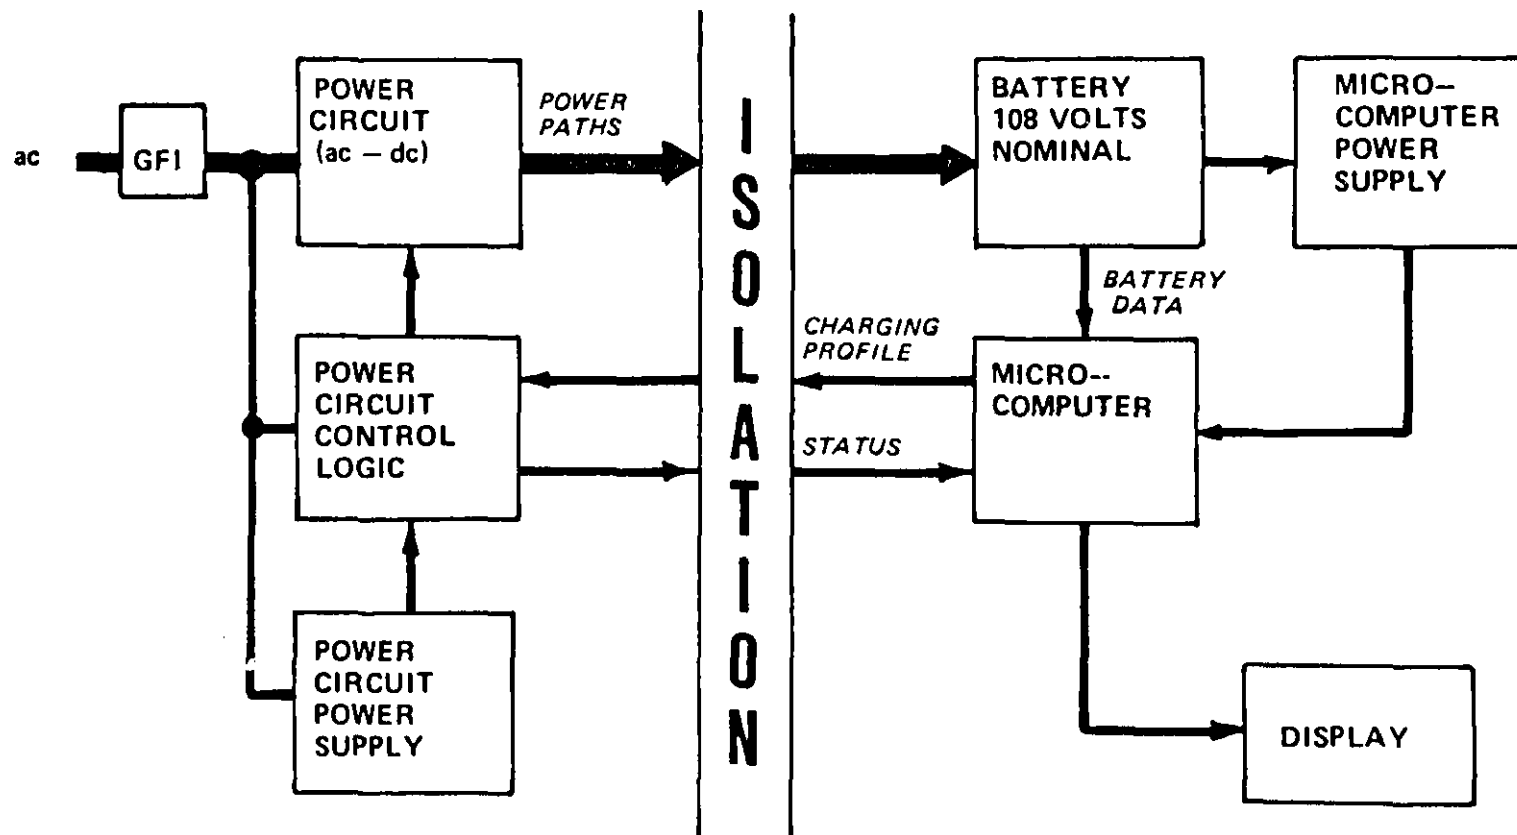 ac
GFI
POWER
CIRCUIT
(ac – dc)
POWER
PATHS
ISOLATION
BATTERY
108 VOLTS
NOMINAL
MICRO–
COMPUTER
POWER
SUPPLY
BATTERY
DATA
POWER
CIRCUIT
CONTROL
LOGIC
CHARGING
PROFILE
STATUS
MICRO--
COMPUTER
POWER
CIRCUIT
POWER
SUPPLY
DISPLAY